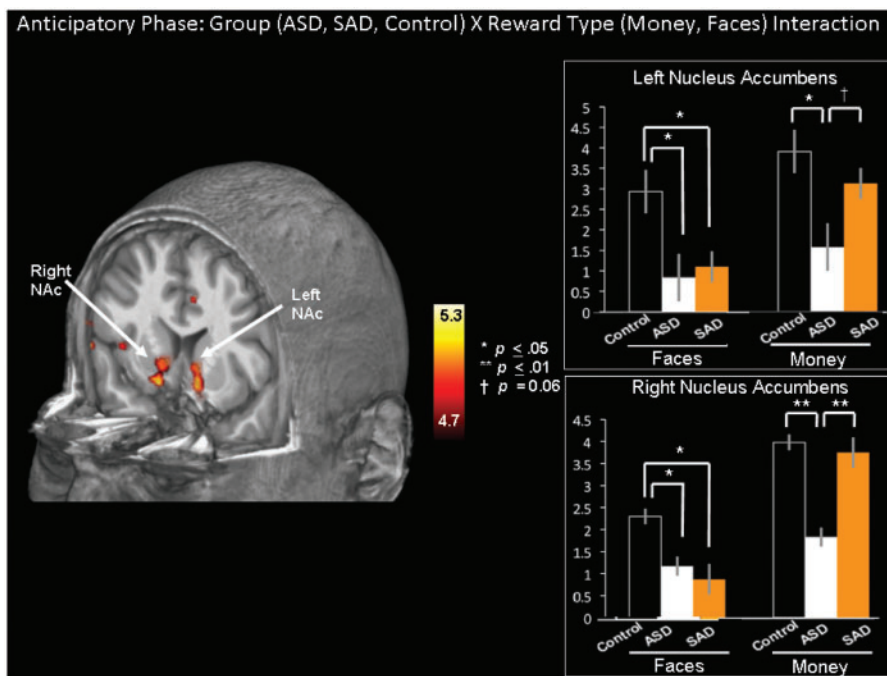 Anticipatory Phase: Group (ASD, SAD, Control) X Reward Type (Money, Faces) Interaction
Right
NAc
Left
NAc
5.3
4.7
* p ≤ .05
** p ≤ .01
† p = 0.06
Left Nucleus Accumbens
5
4.5
4
3.5
3
2.5
2
1.5
1
0.5
0
*
*
*
†
Control ASD SAD Control ASD SAD
Faces Money
Right Nucleus Accumbens
4.5
4
3.5
3
2.5
2
1.5
1
0.5
0
*
*
** **
Control ASD SAD Control ASD SAD
Faces Money